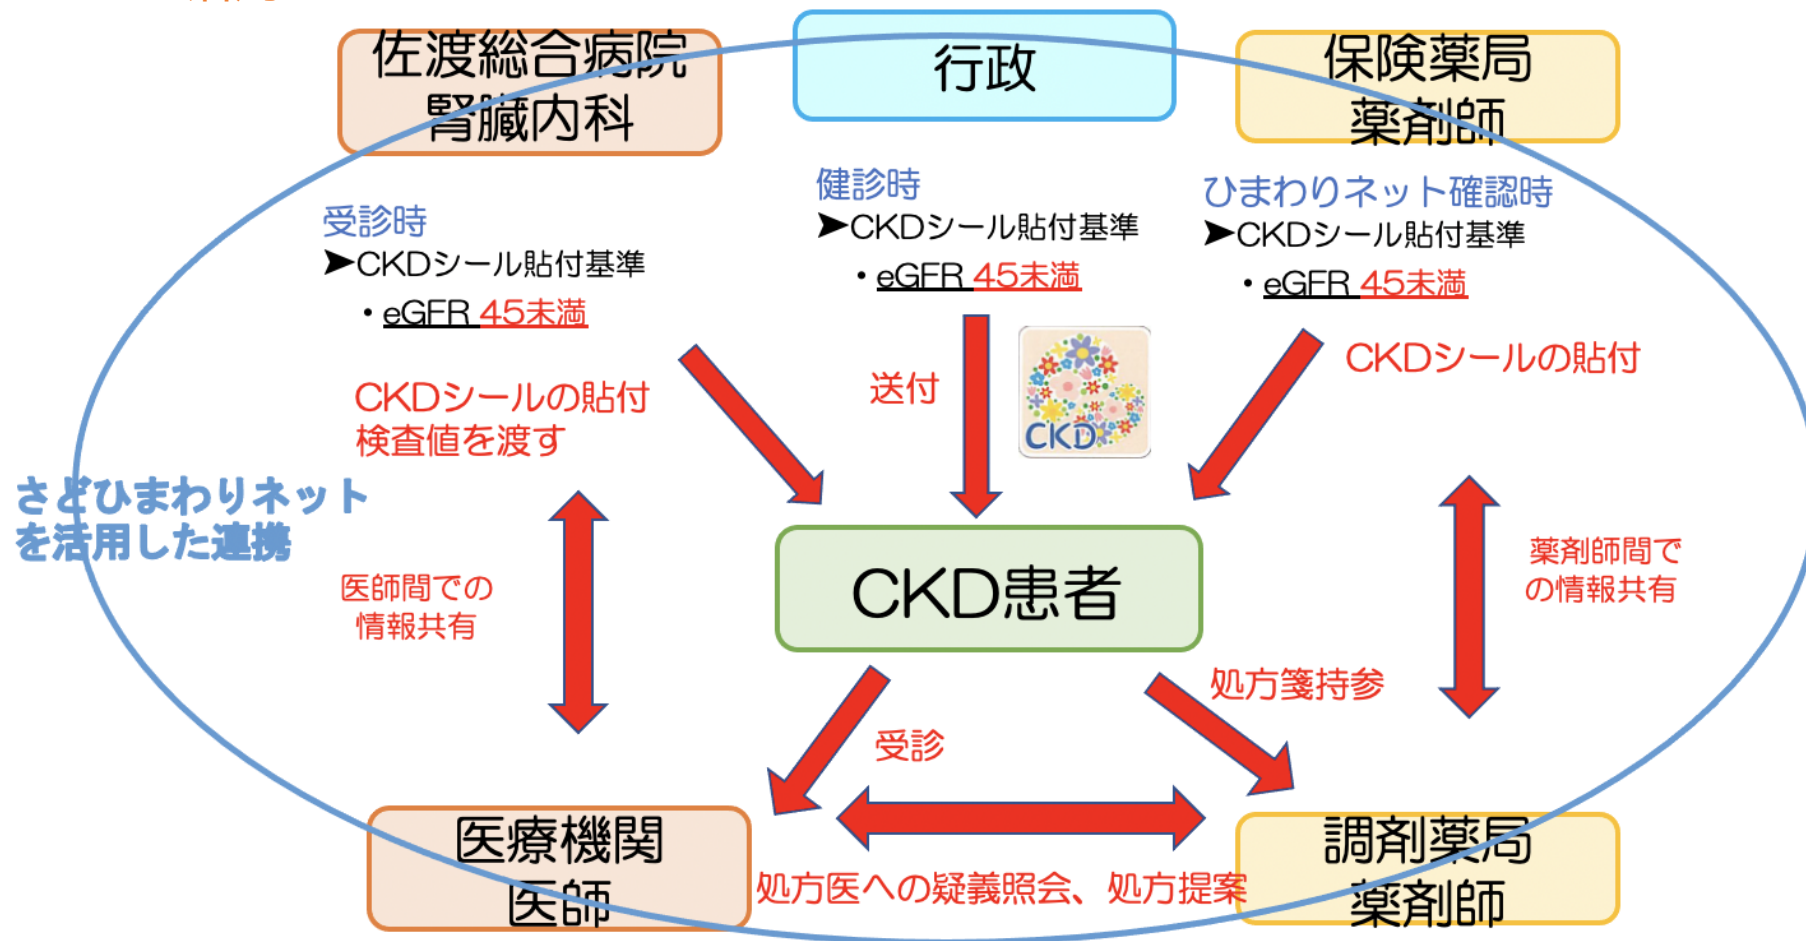 佐渡総合病院
腎臓内科
行政
保険薬局
薬剤師
受診時
➤CKDシール貼付基準
・eGFR 45未満
健診時
➤CKDシール貼付基準
・eGFR 45未満
ひまわりネット確認時
➤CKDシール貼付基準
・eGFR 45未満
CKDシールの貼付
検査値を渡す
送付
CKD
CKDシールの貼付
さどひまわりネット
を活用した連携
医師間での
情報共有
CKD患者
薬剤師間で
の情報共有
受診
処方箋持参
医療機関
医師
処方医への疑義照会、処方提案
調剤薬局
薬剤師